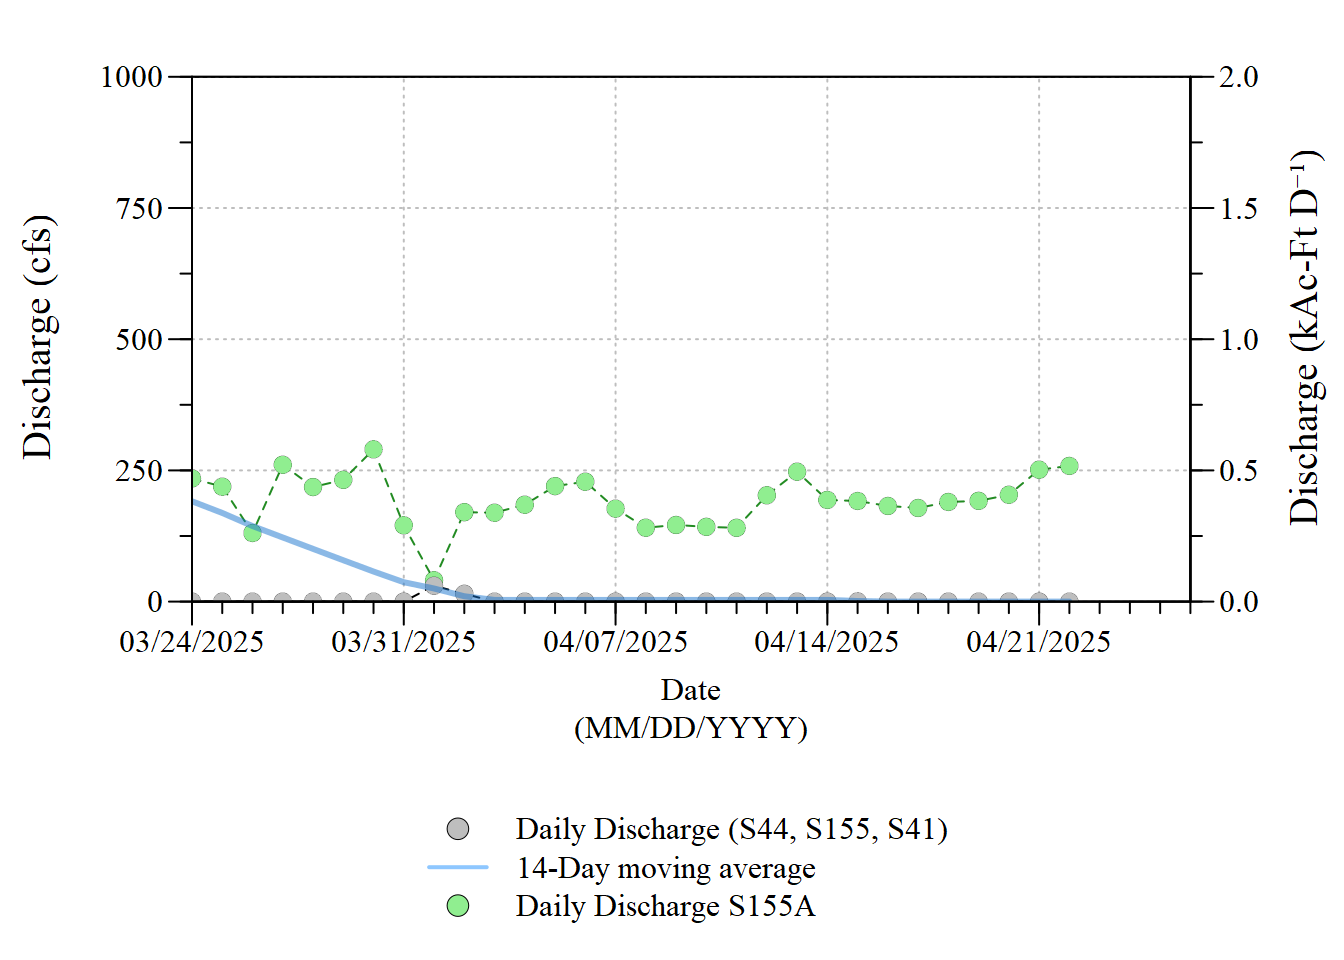 1000
750
500
250
0
Discharge (cfs)
2.0
1.5
1.0
0.5
0.0
Discharge (kAc-Ft D⁻¹)
03/24/2025
03/31/2025
04/07/2025
04/14/2025
04/21/2025
Date
(MM/DD/YYYY)
Daily Discharge (S44, S155, S41)
14-Day moving average
Daily Discharge S155A